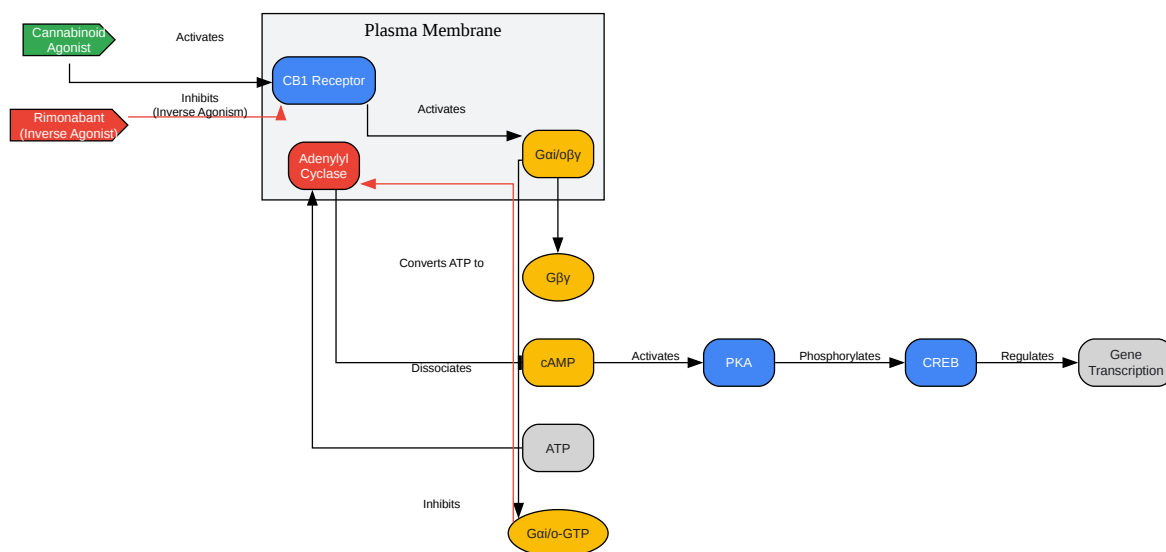 Plasma Membrane
Cannabinoid
Agonist
Activates
CB1 Receptor
Inhibits
(Inverse Agonism)
Rimonabant
(Inverse Agonist)
Activates
Gαi/oβγ
Adenylyl
Cyclase
Converts ATP to
Gβγ
Dissociates
cAMP
Activates
PKA
Phosphorylates
CREB
Regulates
Gene
Transcription
ATP
Inhibits
Gαi/o-GTP